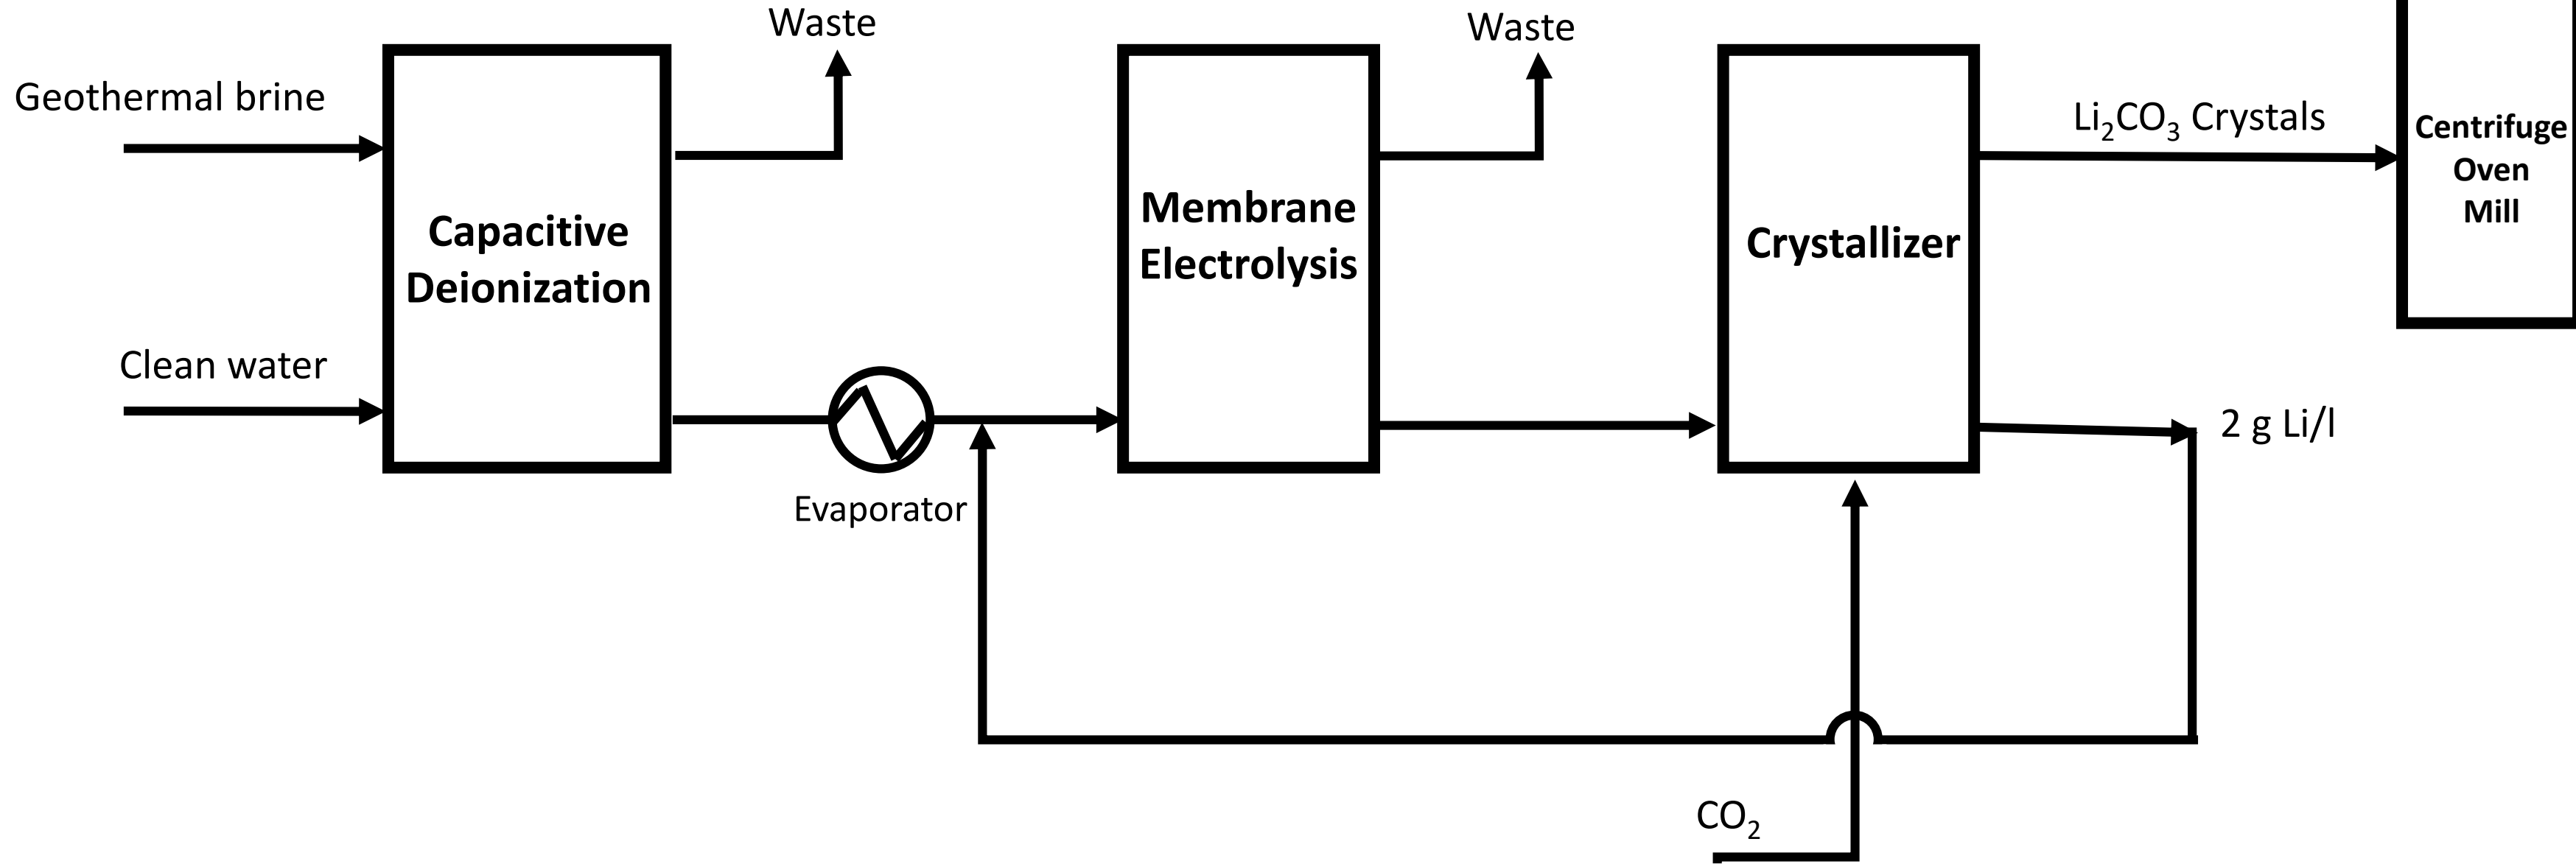 Waste
Waste
Geothermal brine
Li₂CO₃ Crystals
Centrifuge
Oven
Mill
Capacitive
Deionization
Membrane
Electrolysis
Crystallizer
Clean water
2 g Li/l
Evaporator
CO₂